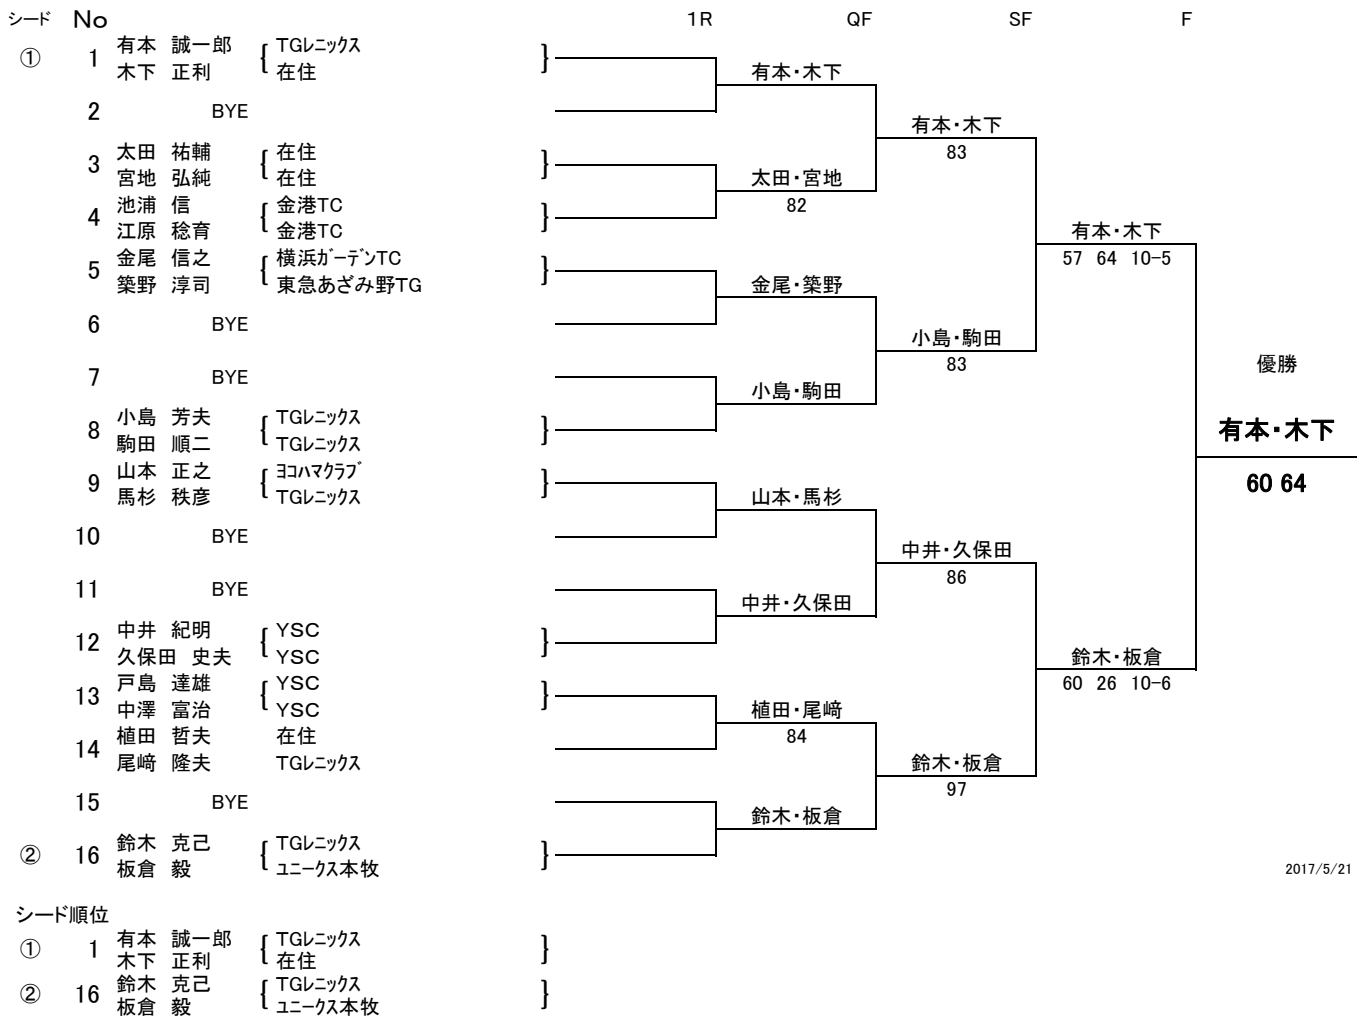 シード No 1R QF SF F
① 1 有本 誠一郎 { TGレニックス }
木下 正利 在住
有本・木下
2 BYE
有本・木下
83
3 太田 祐輔 { 在住 }
宮地 弘純 在住
太田・宮地
82
4 池浦 信 { 金港TC }
江原 稔育 金港TC
有本・木下
57 64 10-5
5 金尾 信之 { 横浜ガーデンTC }
築野 淳司 東急あざみ野TG
金尾・築野
6 BYE
小島・駒田
83
優勝
7 BYE
小島・駒田
8 小島 芳夫 { TGレニックス }
駒田 順二 TGレニックス
有本・木下
60 64
9 山本 正之 { ヨコハマクラブ }
馬杉 秩彦 TGレニックス
山本・馬杉
10 BYE
中井・久保田
86
11 BYE
中井・久保田
12 中井 紀明 { YSC }
久保田 史夫 YSC
鈴木・板倉
60 26 10-6
13 戸島 達雄 { YSC }
中澤 富治 YSC
植田・尾﨑
84
14 植田 哲夫 在住
尾﨑 隆夫 TGレニックス
鈴木・板倉
97
15 BYE
鈴木・板倉
② 16 鈴木 克己 { TGレニックス }
板倉 毅 ユニークス本牧
2017/5/21
シード順位
① 1 有本 誠一郎 { TGレニックス }
木下 正利 在住
② 16 鈴木 克己 { TGレニックス }
板倉 毅 ユニークス本牧